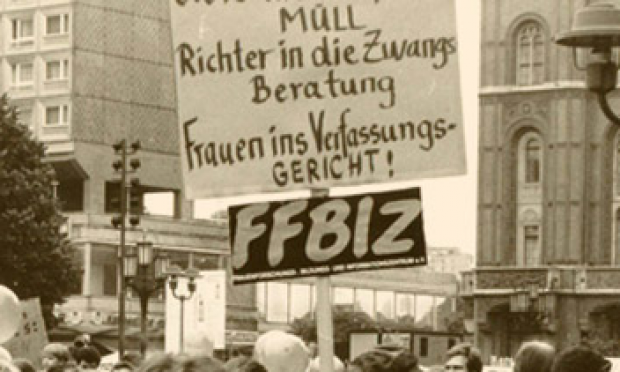 MÜLL
Richter in die Zwangs
Beratung
Frauen ins Verfassungs-
GERICHT!
FFBIZ